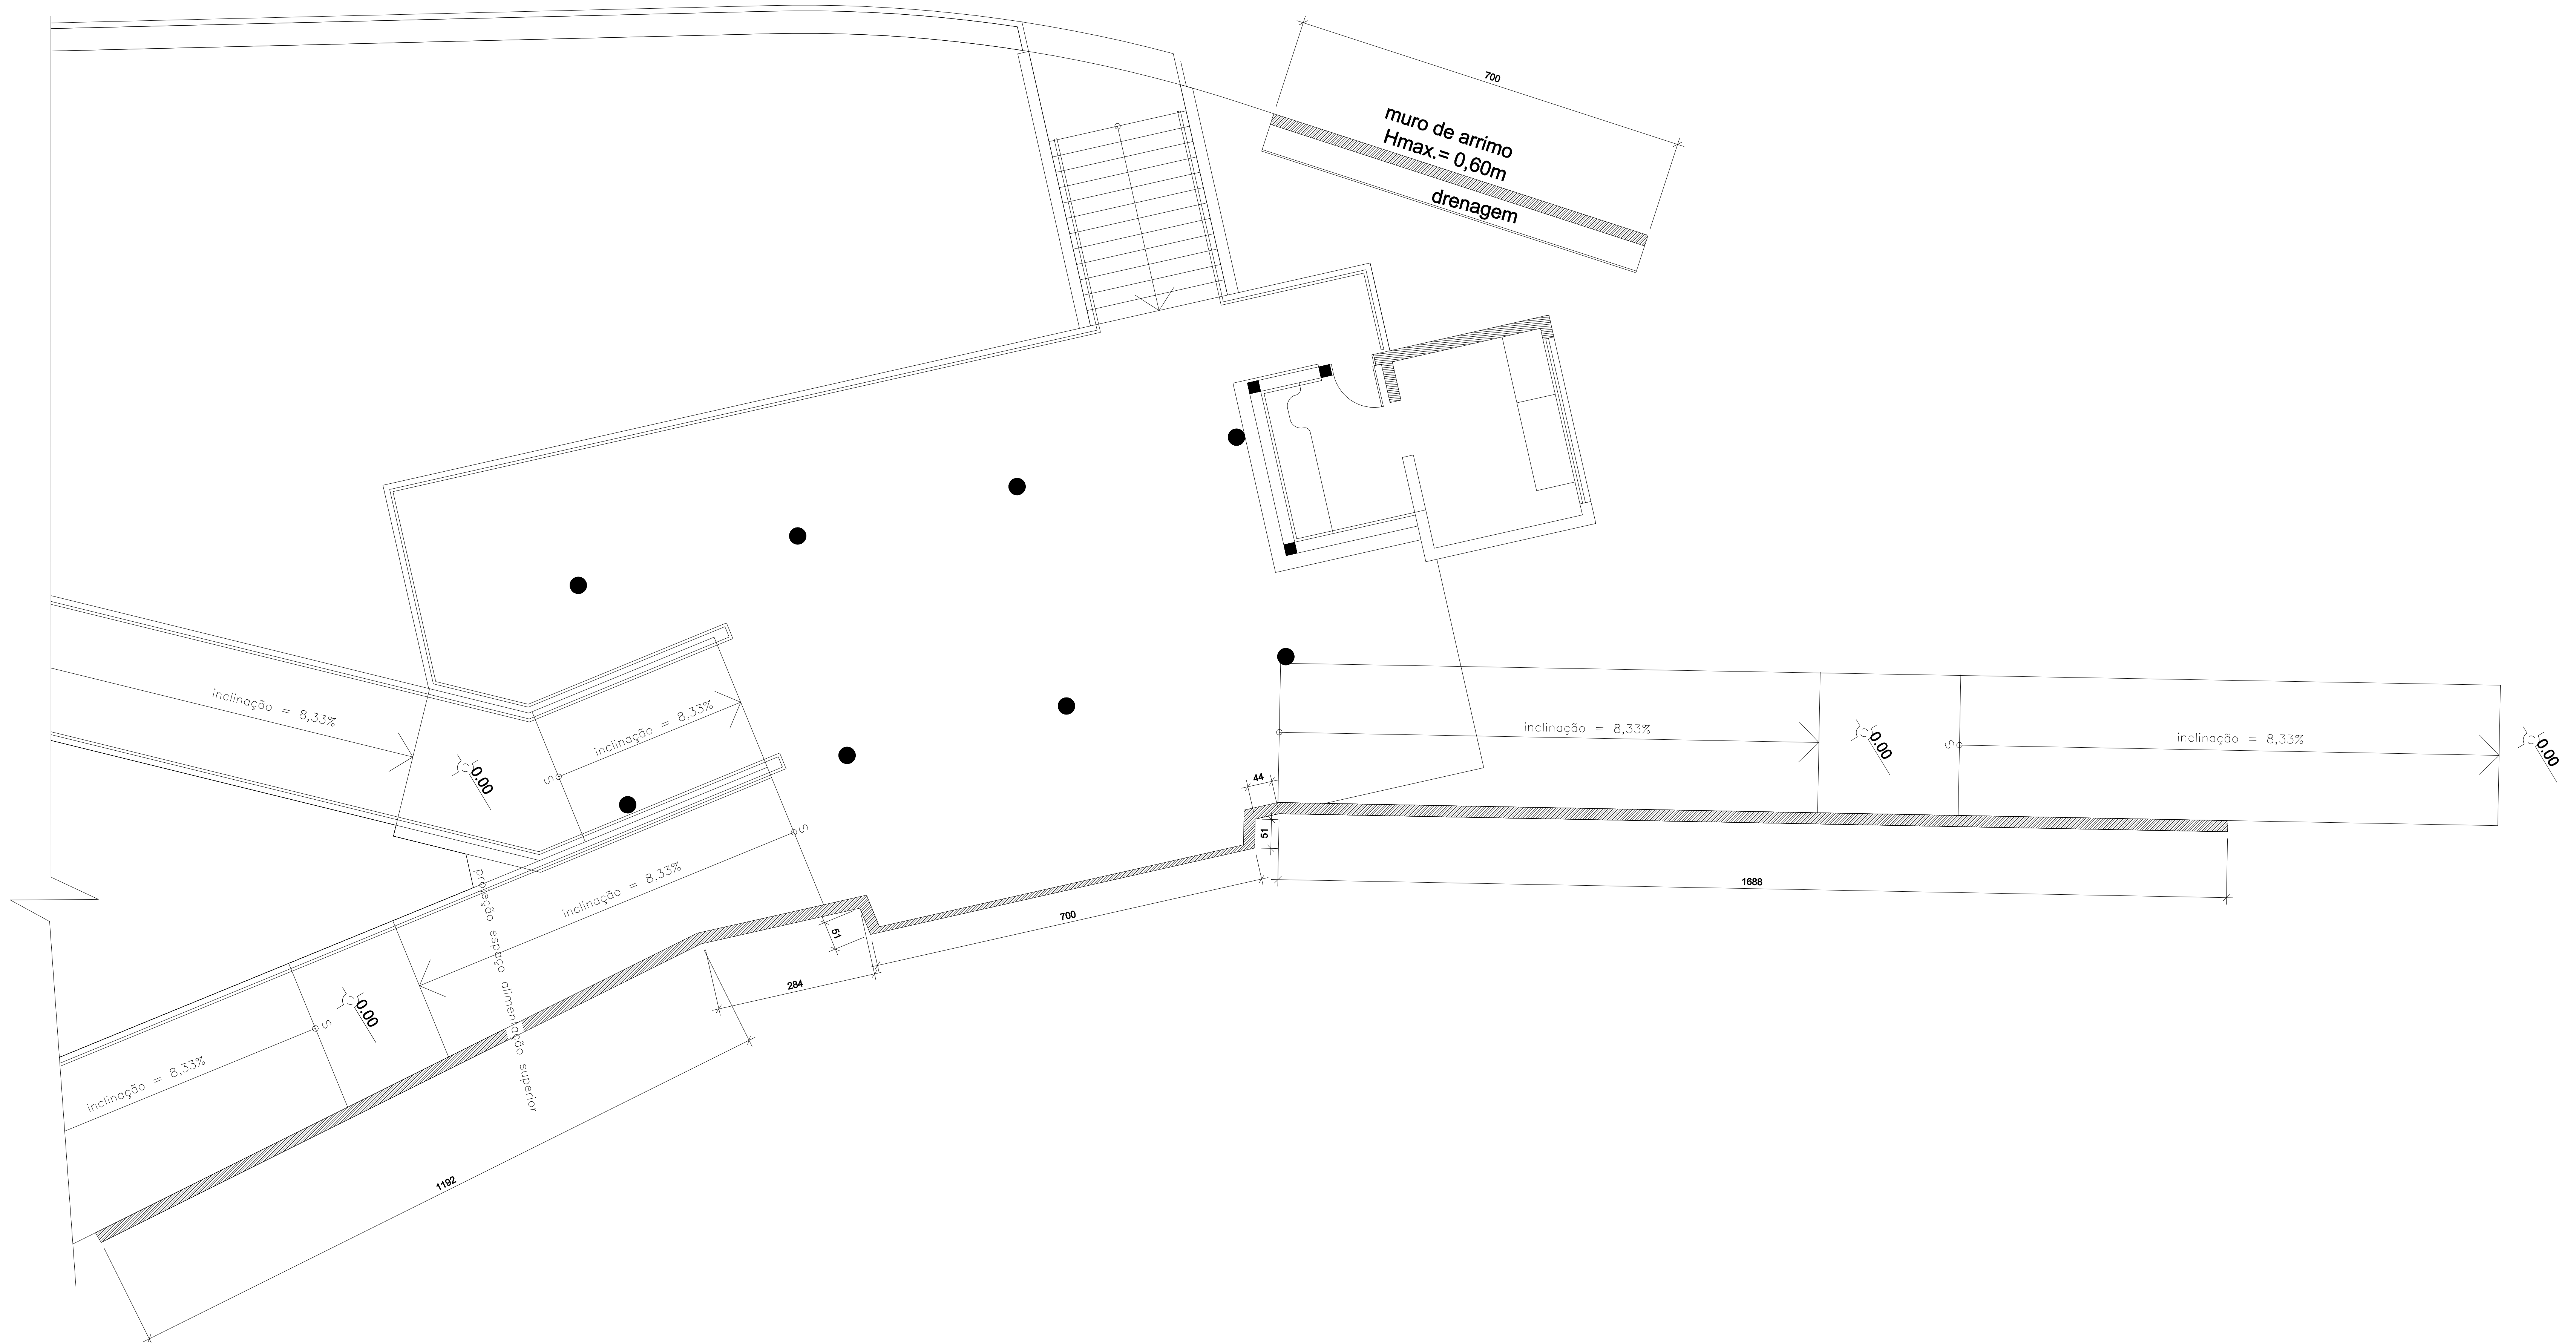 700
muro de arrimo
Hmax.= 0,60m
drenagem
inclinação = 8,33%
0.00
S
inclinação = 8,33%
inclinação = 8,33%
0.00
S
inclinação = 8,33%
0.00
44
51
S
inclinação = 8,33%
projeção espaço alimentação superior
1688
700
51
284
0.00
S
inclinação = 8,33%
1192